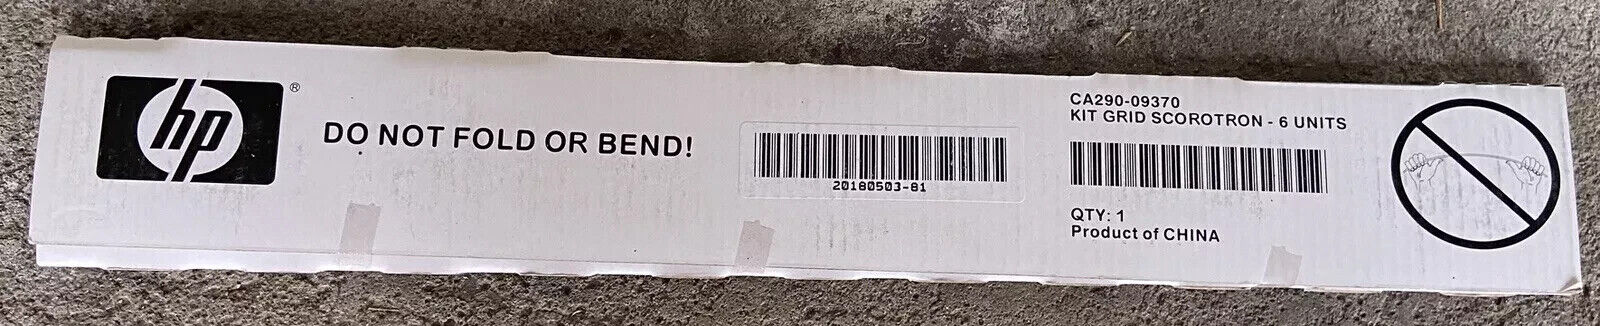 hp
®
DO NOT FOLD OR BEND!
20180503-81
CA290-09370
KIT GRID SCOROTRON - 6 UNITS
QTY: 1
Product of CHINA